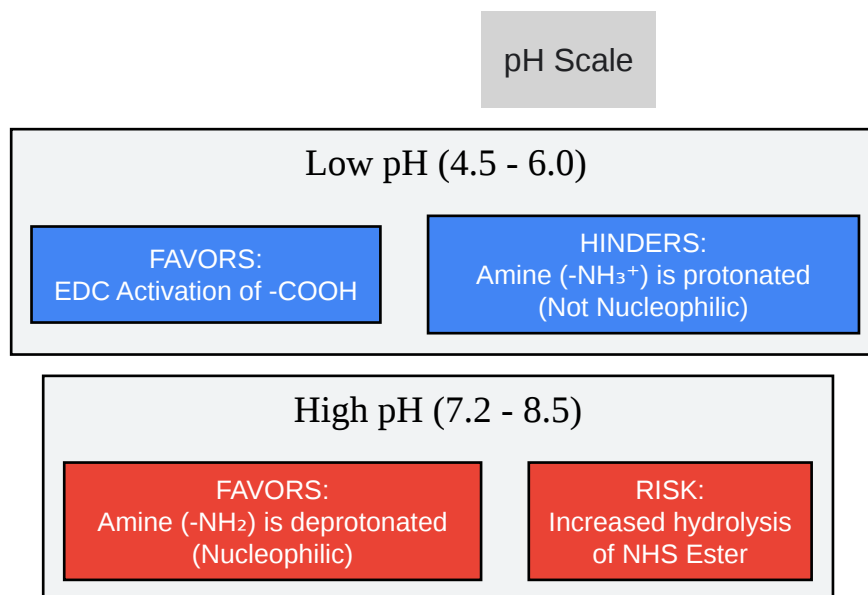 pH Scale
Low pH (4.5 - 6.0)
FAVORS:
EDC Activation of -COOH
HINDERS:
Amine (-NH₃⁺) is protonated
(Not Nucleophilic)
High pH (7.2 - 8.5)
FAVORS:
Amine (-NH₂) is deprotonated
(Nucleophilic)
RISK:
Increased hydrolysis
of NHS Ester